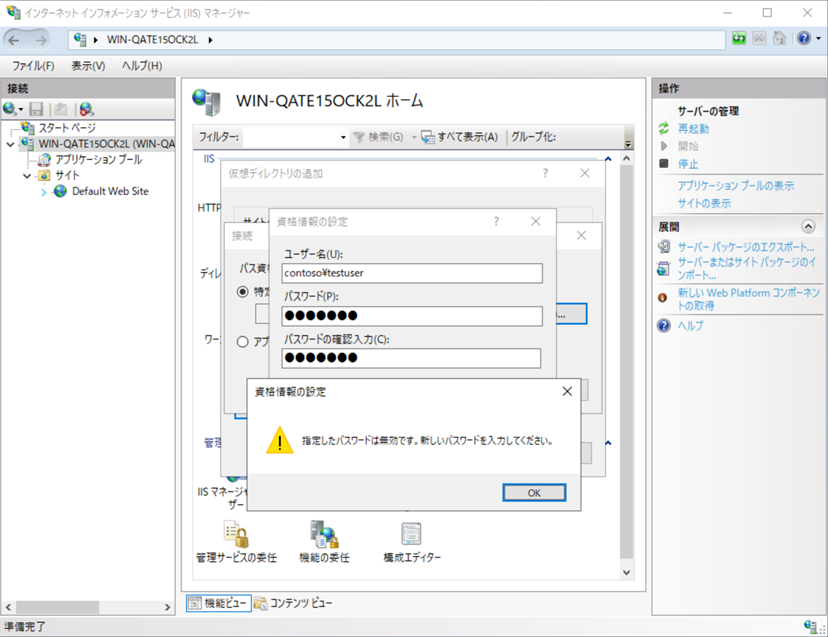 インターネット インフォメーション サービス (IIS) マネージャー
WIN-QATE15OCK2L
ファイル(F) 表示(V) ヘルプ(H)
接続
スタート ページ
WIN-QATE15OCK2L (WIN-QA
アプリケーション プール
サイト
Default Web Site
WIN-QATE15OCK2L ホーム
フィルター: 検索(G) すべて表示(A) グループ化:
IIS
仮想ディレクトリの追加
HTTP
サイト
接続
資格情報の設定
パス資
ユーザー名(U):
contoso¥testuser
ディレ
特定
パスワード(P):
●●●●●●●
...
ワー
アプ
パスワードの確認入力(C):
●●●●●●●
資格情報の設定
指定したパスワードは無効です。新しいパスワードを入力してください。
OK
管理
IIS マネージャ
ザー
管理サービスの委任 機能の委任 構成エディター
機能ビュー コンテンツ ビュー
操作
サーバーの管理
再起動
開始
停止
アプリケーション プールの表示
サイトの表示
展開
サーバー パッケージのエクスポート...
サーバーまたはサイト パッケージのイ
ンポート...
新しい Web Platform コンポーネン
トの取得
ヘルプ
準備完了